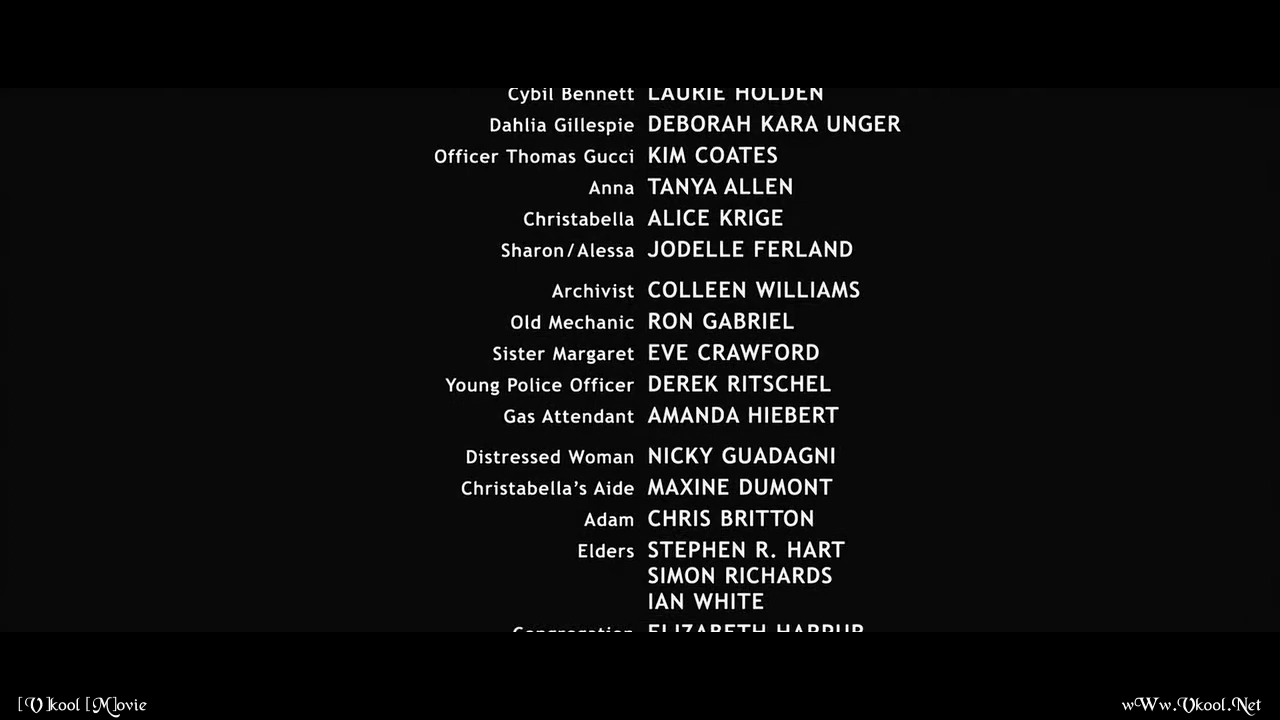 Cybil Bennett LAURIE HOLDEN
Dahlia Gillespie DEBORAH KARA UNGER
Officer Thomas Gucci KIM COATES
Anna TANYA ALLEN
Christabella ALICE KRIGE
Sharon/Alessa JODELLE FERLAND
Archivist COLLEEN WILLIAMS
Old Mechanic RON GABRIEL
Sister Margaret EVE CRAWFORD
Young Police Officer DEREK RITSCHEL
Gas Attendant AMANDA HIEBERT
Distressed Woman NICKY GUADAGNI
Christabella’s Aide MAXINE DUMONT
Adam CHRIS BRITTON
Elders STEPHEN R. HART
SIMON RICHARDS
IAN WHITE
Congregation ELIZABETH HARPUR
[V]kool [M]ovie
wWw.Vkool.Net